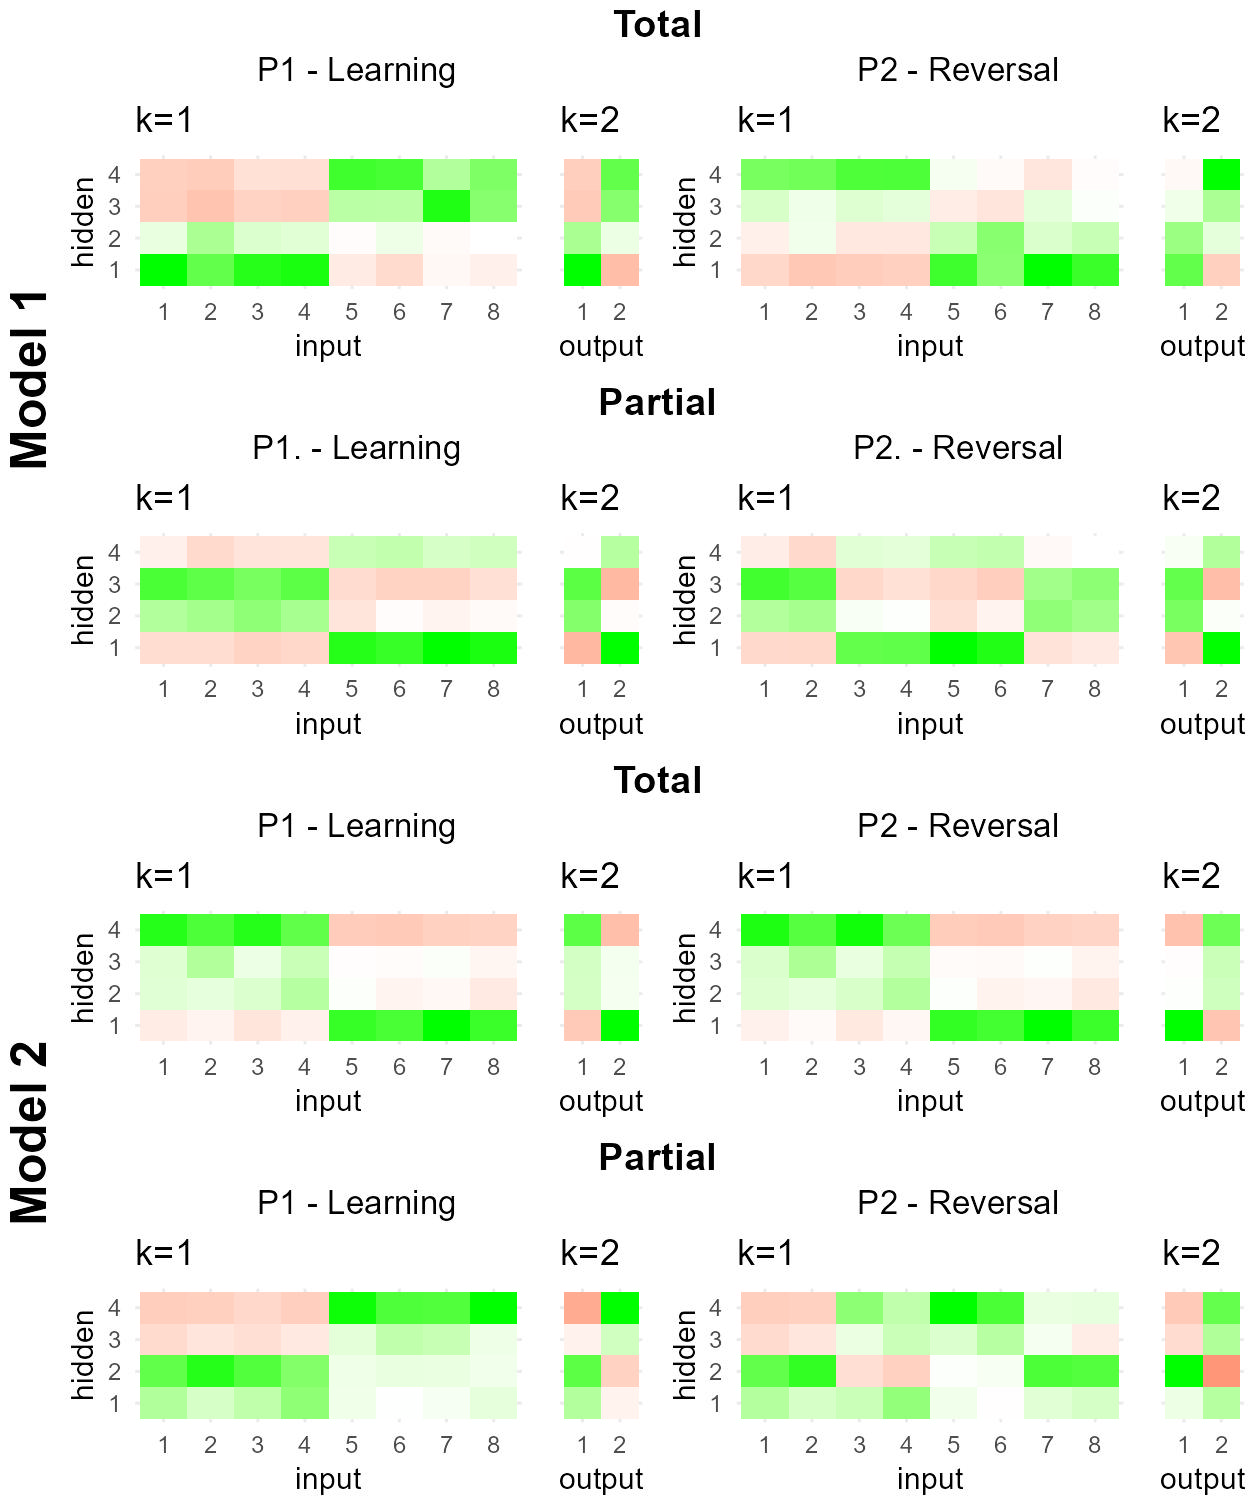 Total
P1 - Learning
P2 - Reversal
k=1
k=2
k=1
k=2
Model 1
hidden
4
3
2
1
1 2 3 4 5 6 7 8
input
1 2
output
hidden
4
3
2
1
1 2 3 4 5 6 7 8
input
1 2
output
Partial
P1. - Learning
P2. - Reversal
k=1
k=2
k=1
k=2
hidden
4
3
2
1
1 2 3 4 5 6 7 8
input
1 2
output
hidden
4
3
2
1
1 2 3 4 5 6 7 8
input
1 2
output
Total
P1 - Learning
P2 - Reversal
k=1
k=2
k=1
k=2
Model 2
hidden
4
3
2
1
1 2 3 4 5 6 7 8
input
1 2
output
hidden
4
3
2
1
1 2 3 4 5 6 7 8
input
1 2
output
Partial
P1 - Learning
P2 - Reversal
k=1
k=2
k=1
k=2
hidden
4
3
2
1
1 2 3 4 5 6 7 8
input
1 2
output
hidden
4
3
2
1
1 2 3 4 5 6 7 8
input
1 2
output